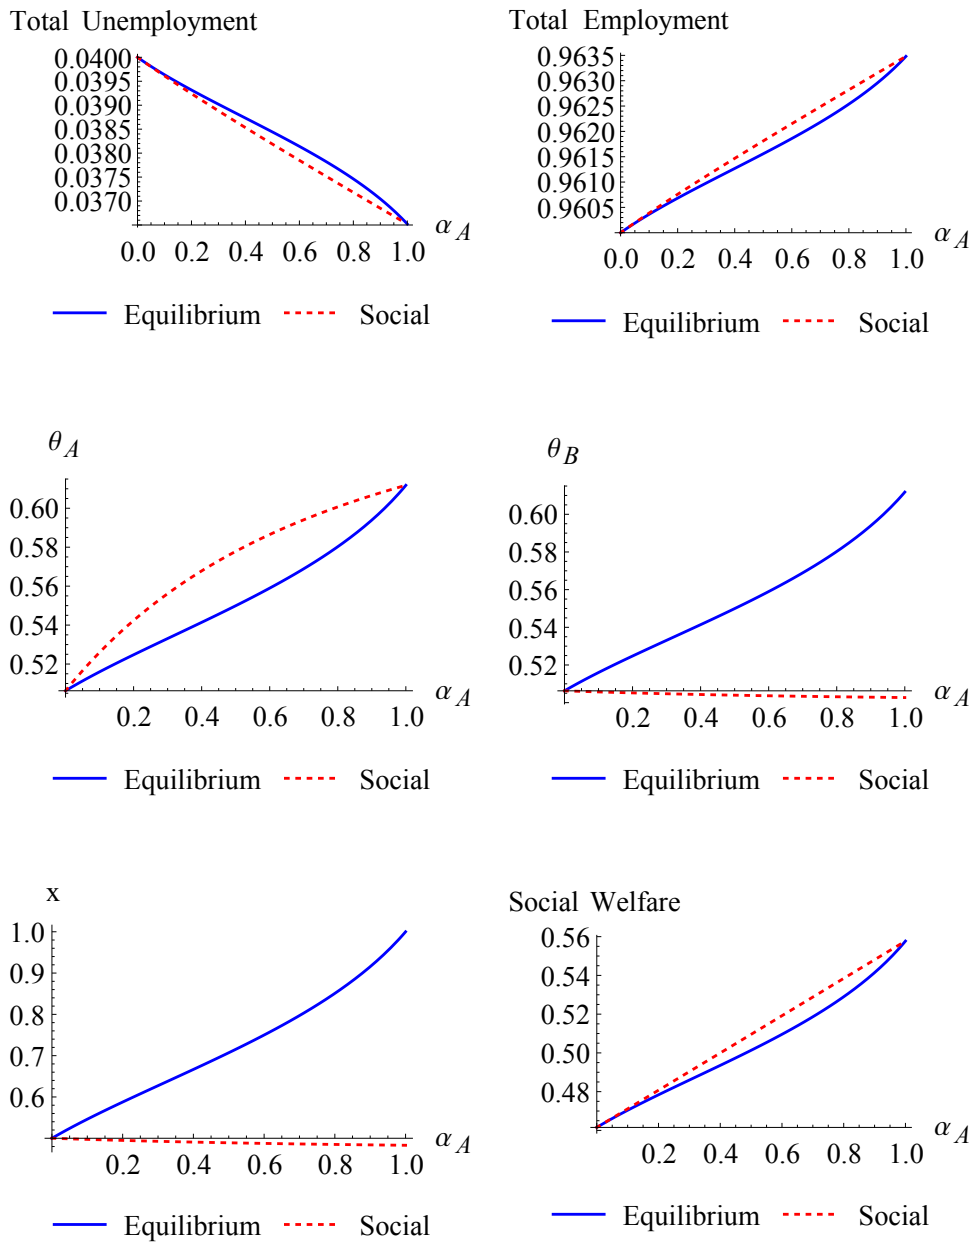 Total Unemployment
0.0400
0.0395
0.0390
0.0385
0.0380
0.0375
0.0370
α_A
0.0 0.2 0.4 0.6 0.8 1.0
Equilibrium Social
Total Employment
0.9635
0.9630
0.9625
0.9620
0.9615
0.9610
0.9605
α_A
0.0 0.2 0.4 0.6 0.8 1.0
Equilibrium Social
θ_A
0.60
0.58
0.56
0.54
0.52
α_A
0.2 0.4 0.6 0.8 1.0
Equilibrium Social
θ_B
0.60
0.58
0.56
0.54
0.52
α_A
0.2 0.4 0.6 0.8 1.0
Equilibrium Social
x
1.0
0.9
0.8
0.7
0.6
α_A
0.2 0.4 0.6 0.8 1.0
Equilibrium Social
Social Welfare
0.56
0.54
0.52
0.50
0.48
α_A
0.2 0.4 0.6 0.8 1.0
Equilibrium Social